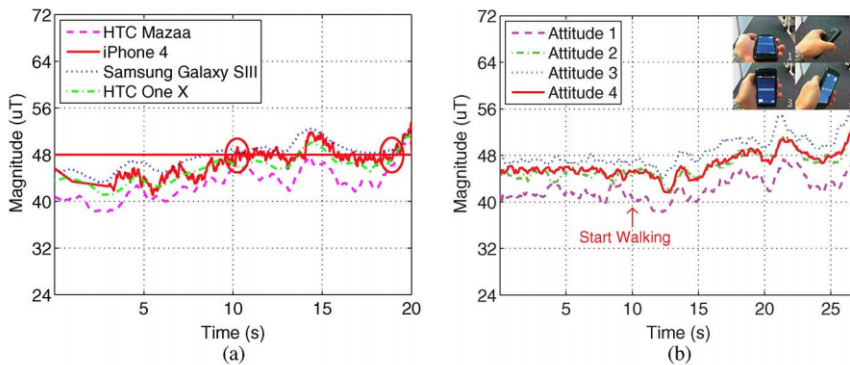 72
64
56
48
40
32
24
Magnitude (uT)
HTC Mazaa
iPhone 4
Samsung Galaxy SIII
HTC One X
5
10
15
20
Time (s)
(a)
72
64
56
48
40
32
24
Magnitude (uT)
Attitude 1
Attitude 2
Attitude 3
Attitude 4
Start Walking
5
10
15
20
25
Time (s)
(b)